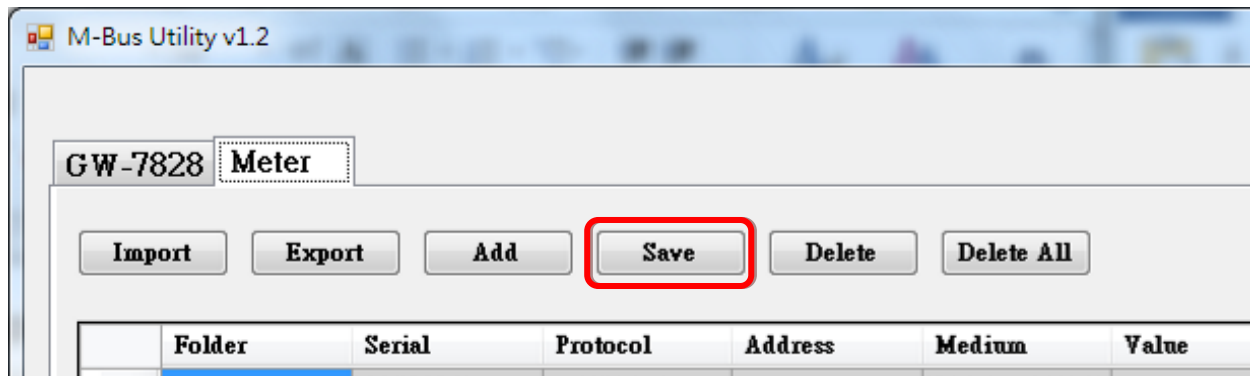 M-Bus Utility v1.2
GW-7828 Meter
Import Export Add Save Delete Delete All
Folder Serial Protocol Address Medium Value